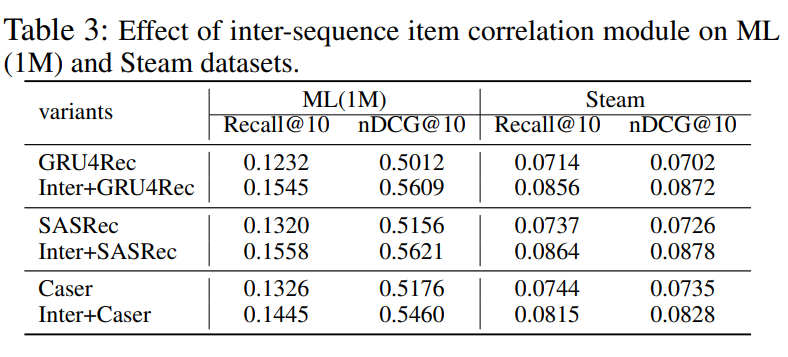 Table 3: Effect of inter-sequence item correlation module on ML
(1M) and Steam datasets.
variants ML(1M) Steam
Recall@10 nDCG@10 Recall@10 nDCG@10
GRU4Rec 0.1232 0.5012 0.0714 0.0702
Inter+GRU4Rec 0.1545 0.5609 0.0856 0.0872
SASRec 0.1320 0.5156 0.0737 0.0726
Inter+SASRec 0.1558 0.5621 0.0864 0.0878
Caser 0.1326 0.5176 0.0744 0.0735
Inter+Caser 0.1445 0.5460 0.0815 0.0828